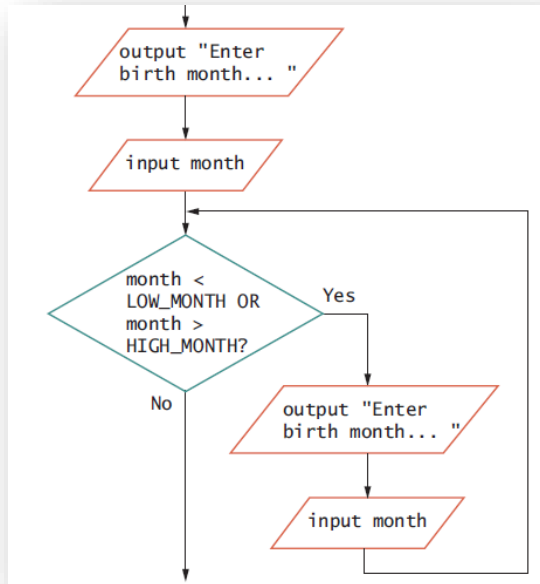 output "Enter
birth month... "
input month
month <
LOW_MONTH OR
month >
HIGH_MONTH?
Yes
No
output "Enter
birth month... "
input month